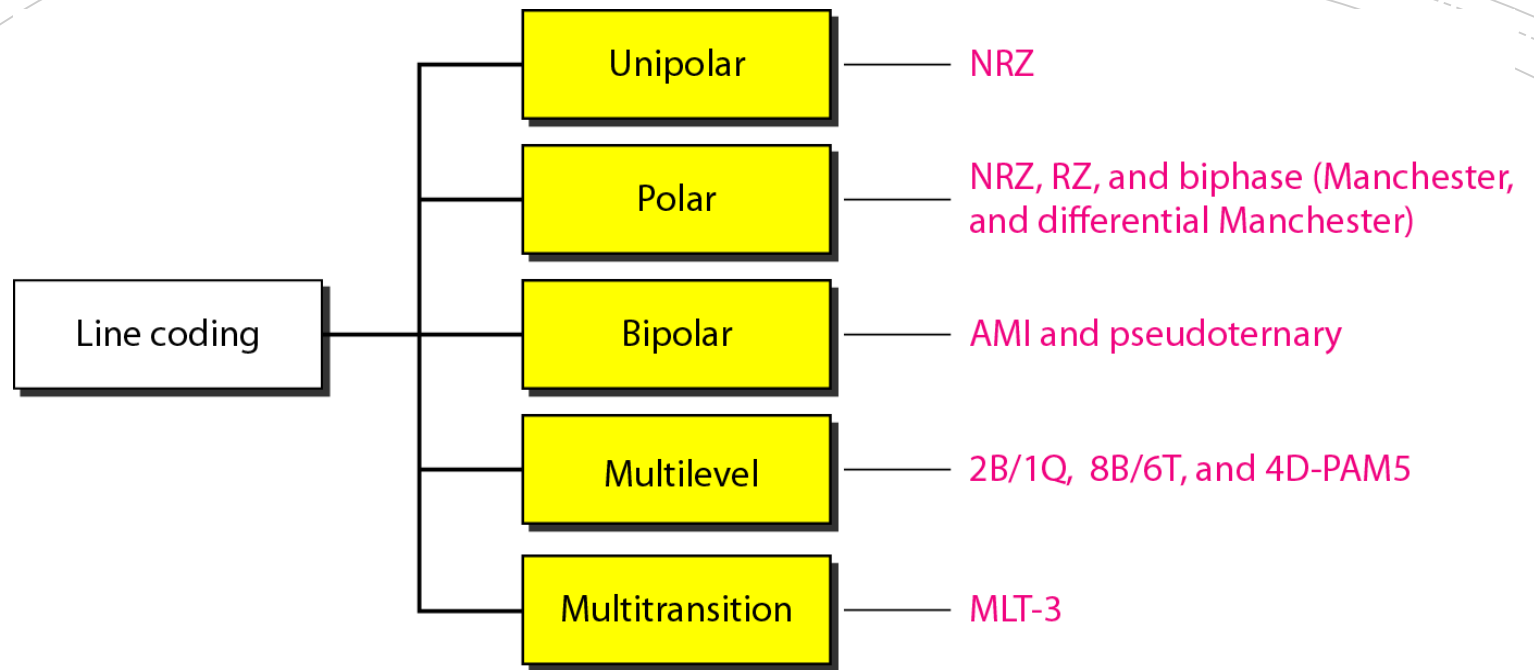 Unipolar
NRZ
Polar
NRZ, RZ, and biphase (Manchester,
and differential Manchester)
Line coding
Bipolar
AMI and pseudoternary
Multilevel
2B/1Q, 8B/6T, and 4D-PAM5
Multitransition
MLT-3